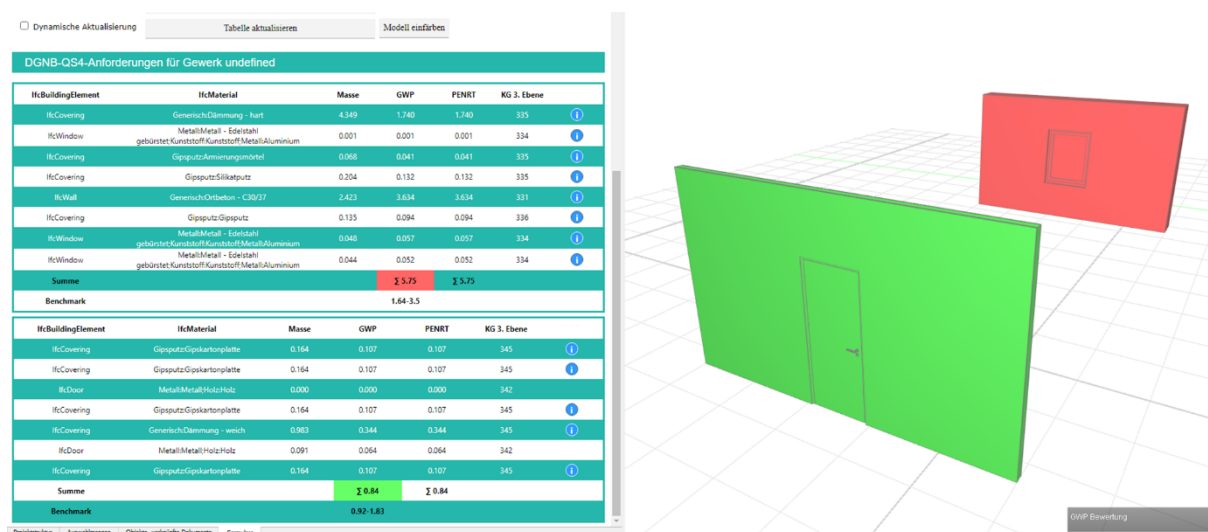 Dynamische Aktualisierung Tabelle aktualisieren Modell einfärben
DGNB-QS4-Anforderungen für Gewerk undefined
IfcBuildingElement IfcMaterial Masse GWP PENRT KG 3. Ebene
IfcCovering Generisch:Dämmung - hart 4.349 1.740 1.740 335
IfcWindow Metall:Metall - Edelstahl gebürstet;Kunststoff:Kunststoff;Metall:Aluminium 0.001 0.001 0.001 334
IfcCovering Gipsputz:Armierungsmörtel 0.068 0.041 0.041 335
IfcCovering Gipsputz:Silikatputz 0.204 0.132 0.132 335
IfcWall Generisch:Ortbeton - C30/37 2.423 3.634 3.634 331
IfcCovering Gipsputz:Gipsputz 0.135 0.094 0.094 336
IfcWindow Metall:Metall - Edelstahl gebürstet;Kunststoff:Kunststoff;Metall:Aluminium 0.048 0.057 0.057 334
IfcWindow Metall:Metall - Edelstahl gebürstet;Kunststoff:Kunststoff;Metall:Aluminium 0.044 0.052 0.052 334
Summe ∑ 5.75 ∑ 5.75
Benchmark 1.64-3.5
IfcBuildingElement IfcMaterial Masse GWP PENRT KG 3. Ebene
IfcCovering Gipsputz:Gipskartonplatte 0.164 0.107 0.107 345
IfcCovering Gipsputz:Gipskartonplatte 0.164 0.107 0.107 345
IfcDoor Metall:Metall;Holz:Holz 0.000 0.000 0.000 342
IfcCovering Gipsputz:Gipskartonplatte 0.164 0.107 0.107 345
IfcCovering Generisch:Dämmung - weich 0.983 0.344 0.344 345
IfcDoor Metall:Metall;Holz:Holz 0.091 0.064 0.064 342
IfcCovering Gipsputz:Gipskartonplatte 0.164 0.107 0.107 345
Summe ∑ 0.84 ∑ 0.84
Benchmark 0.92-1.83
GWP Bewertung